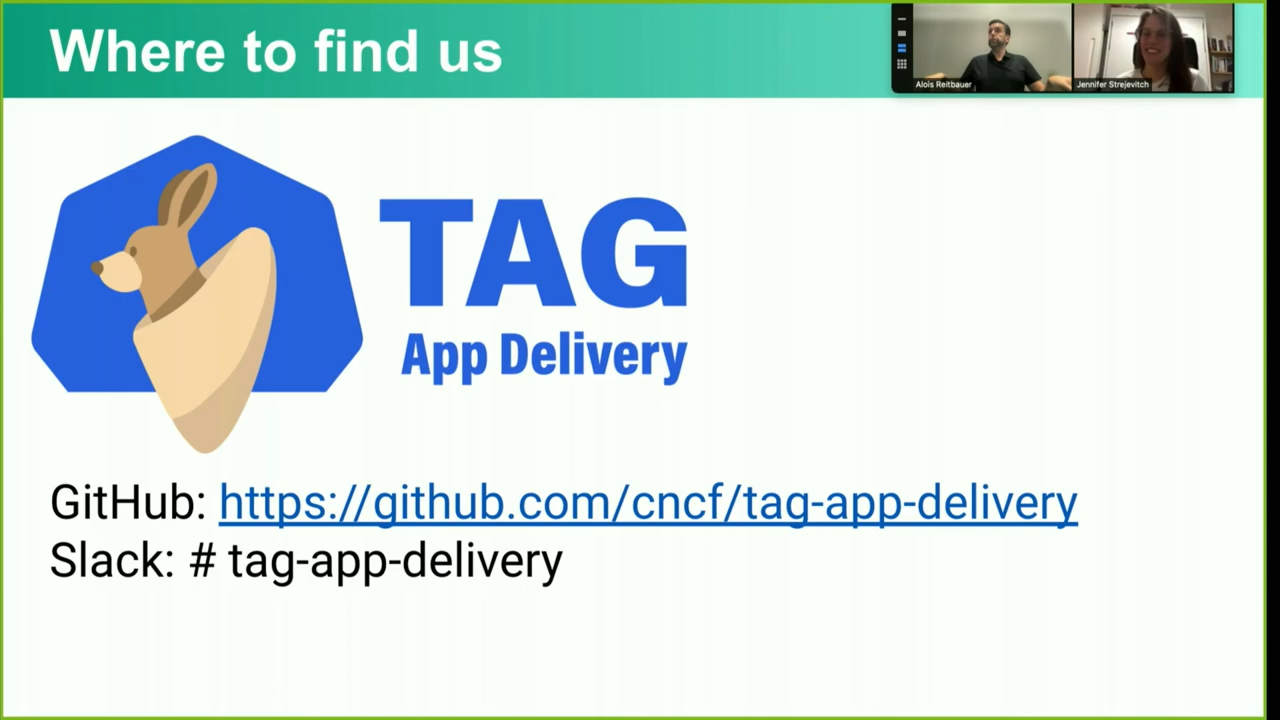 Where to find us
Alois Reitbauer
Jennifer Strejevitch
TAG
App Delivery
GitHub: https://github.com/cncf/tag-app-delivery
Slack: # tag-app-delivery